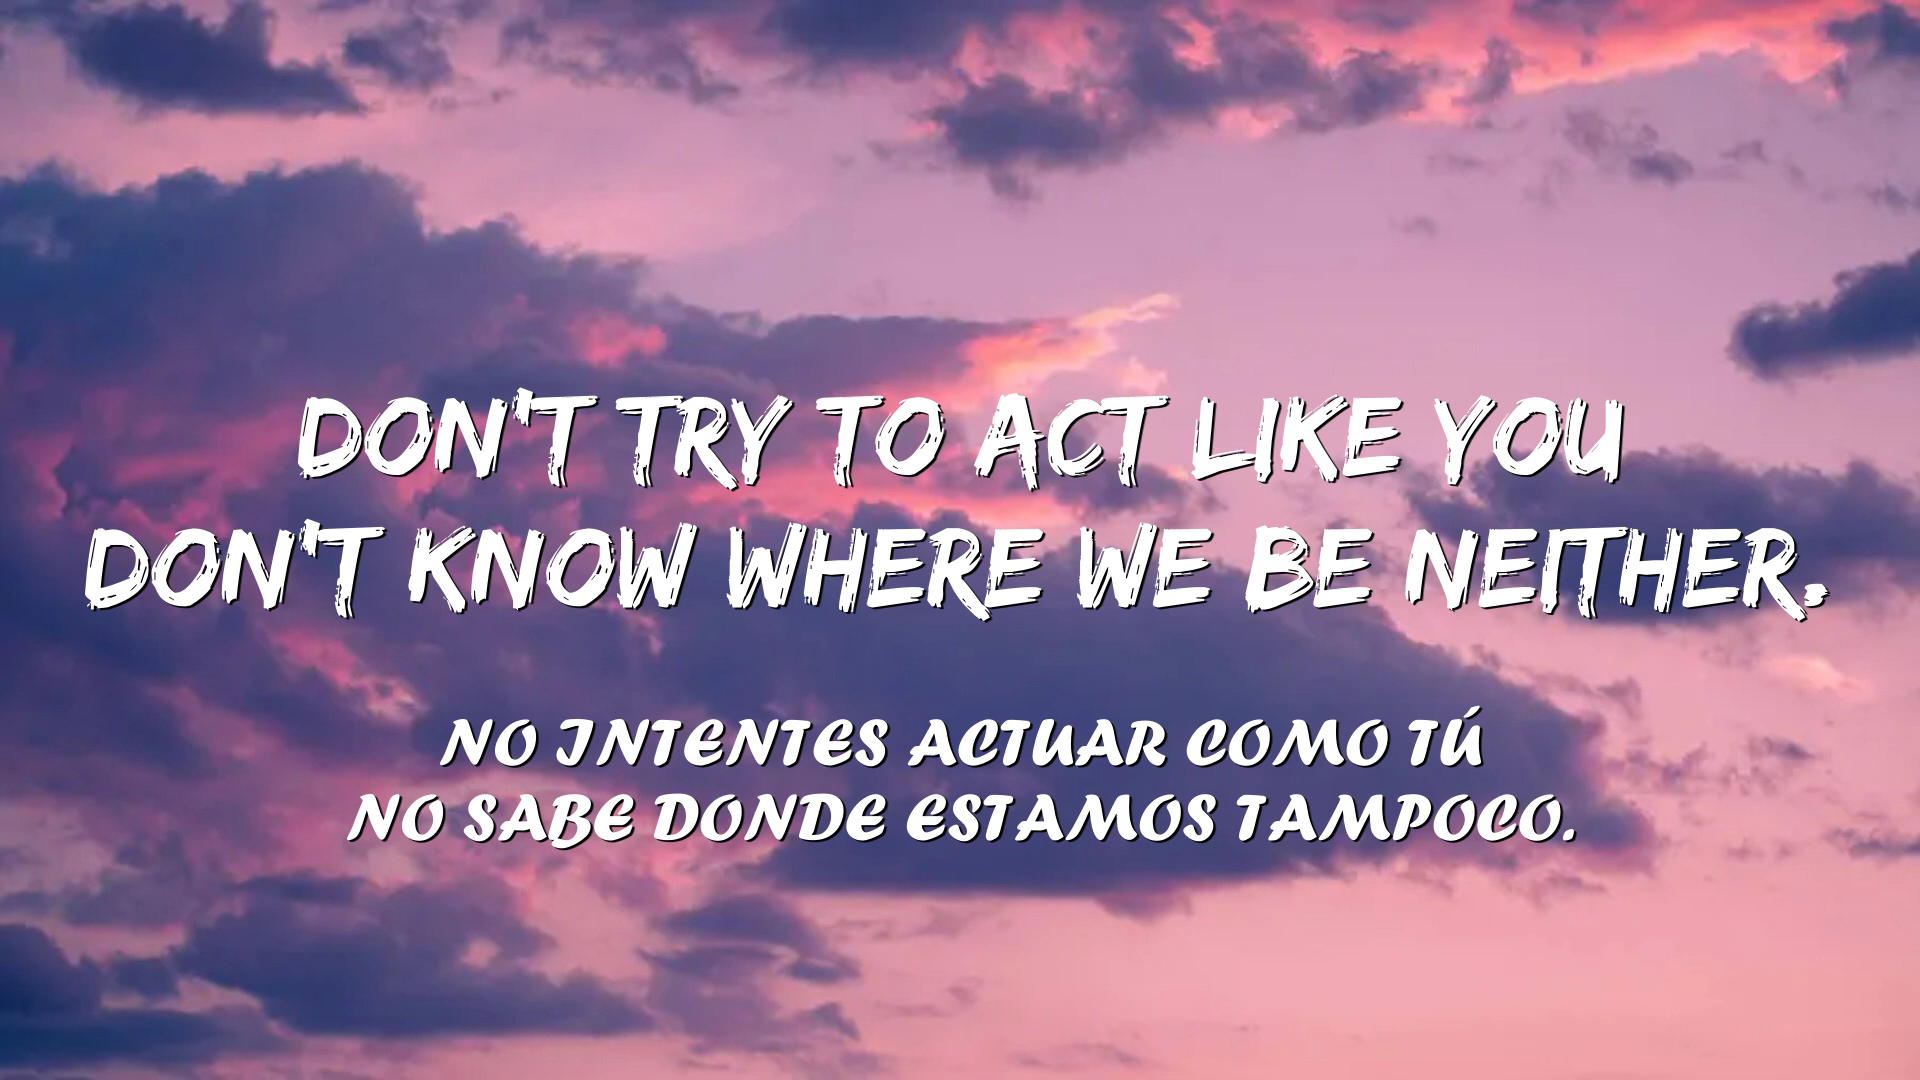 DON'T TRY TO ACT LIKE YOU
DON'T KNOW WHERE WE BE NEITHER.
NO INTENTES ACTUAR COMO TÚ
NO SABE DONDE ESTAMOS TAMPOCO.